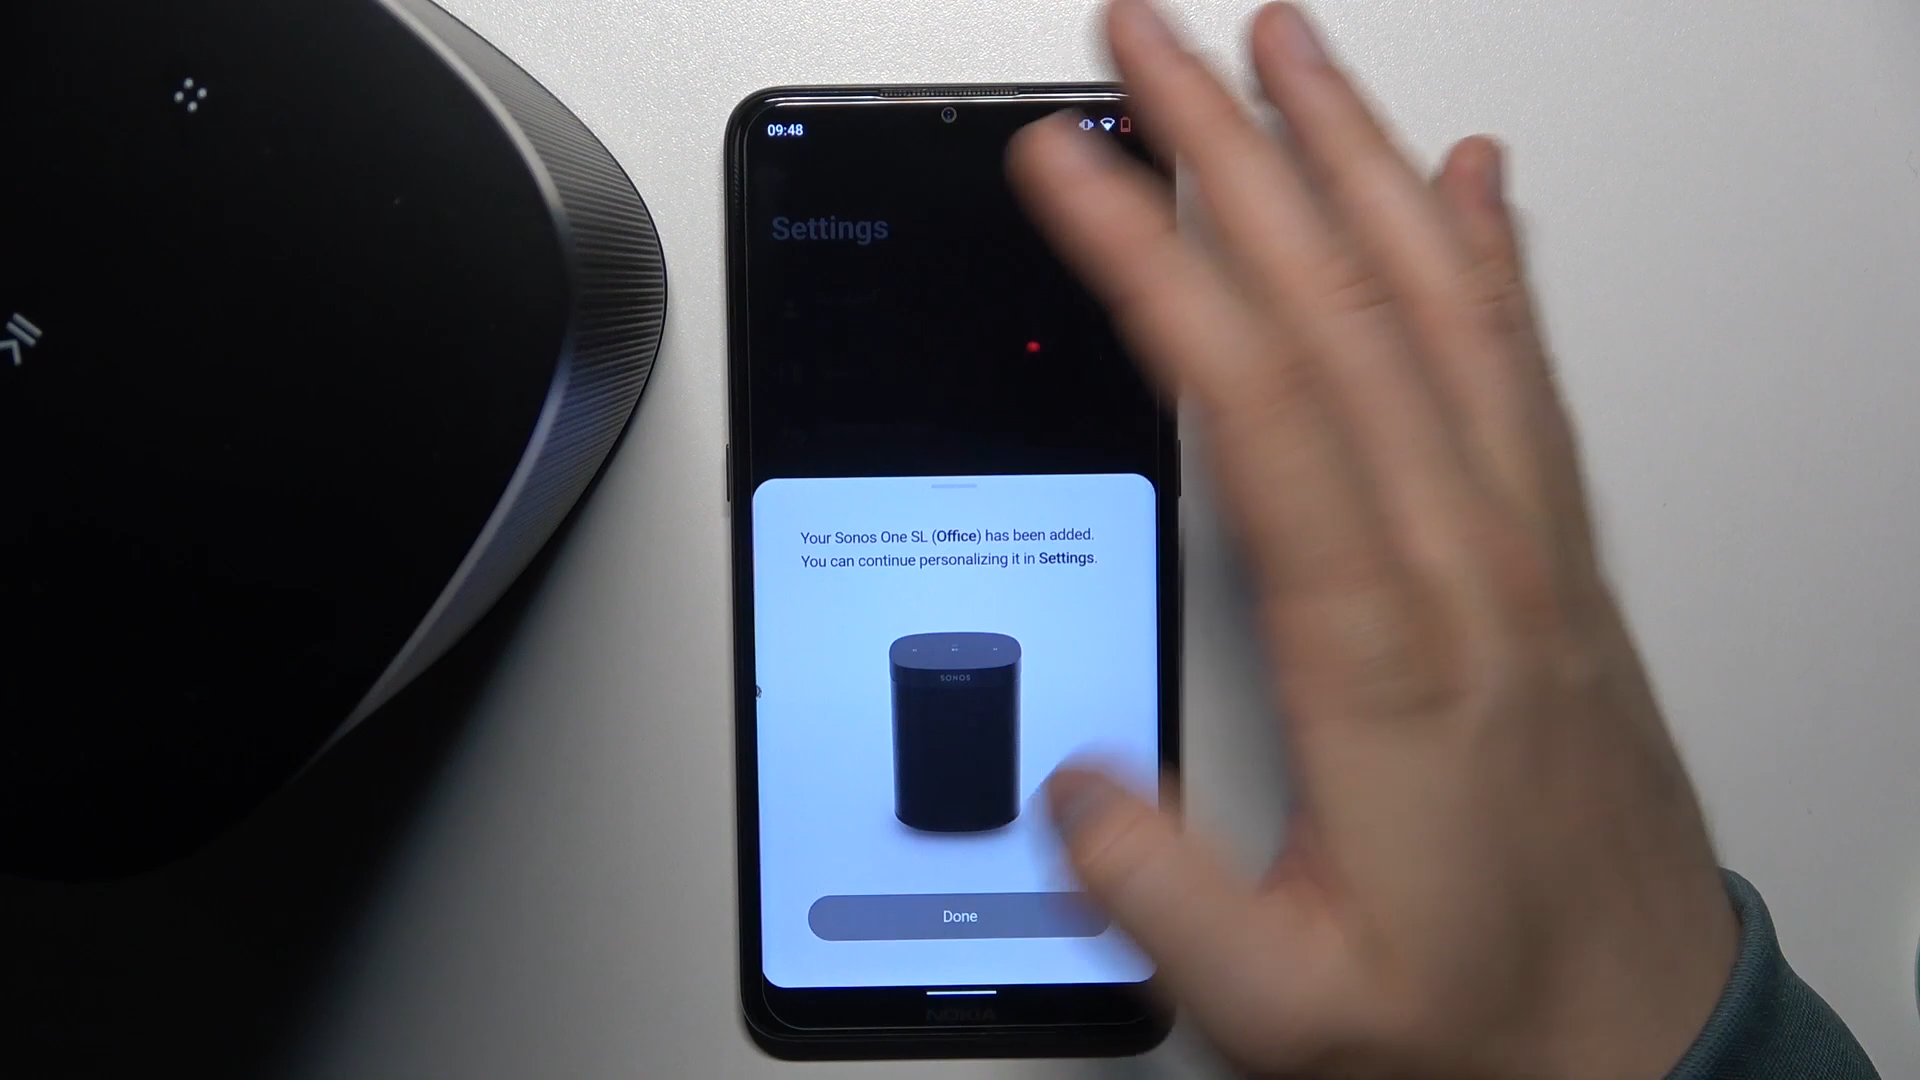 09:48
Settings
Your Sonos One SL (Office) has been added.
You can continue personalizing it in Settings.
SONOS
Done
NOKIA